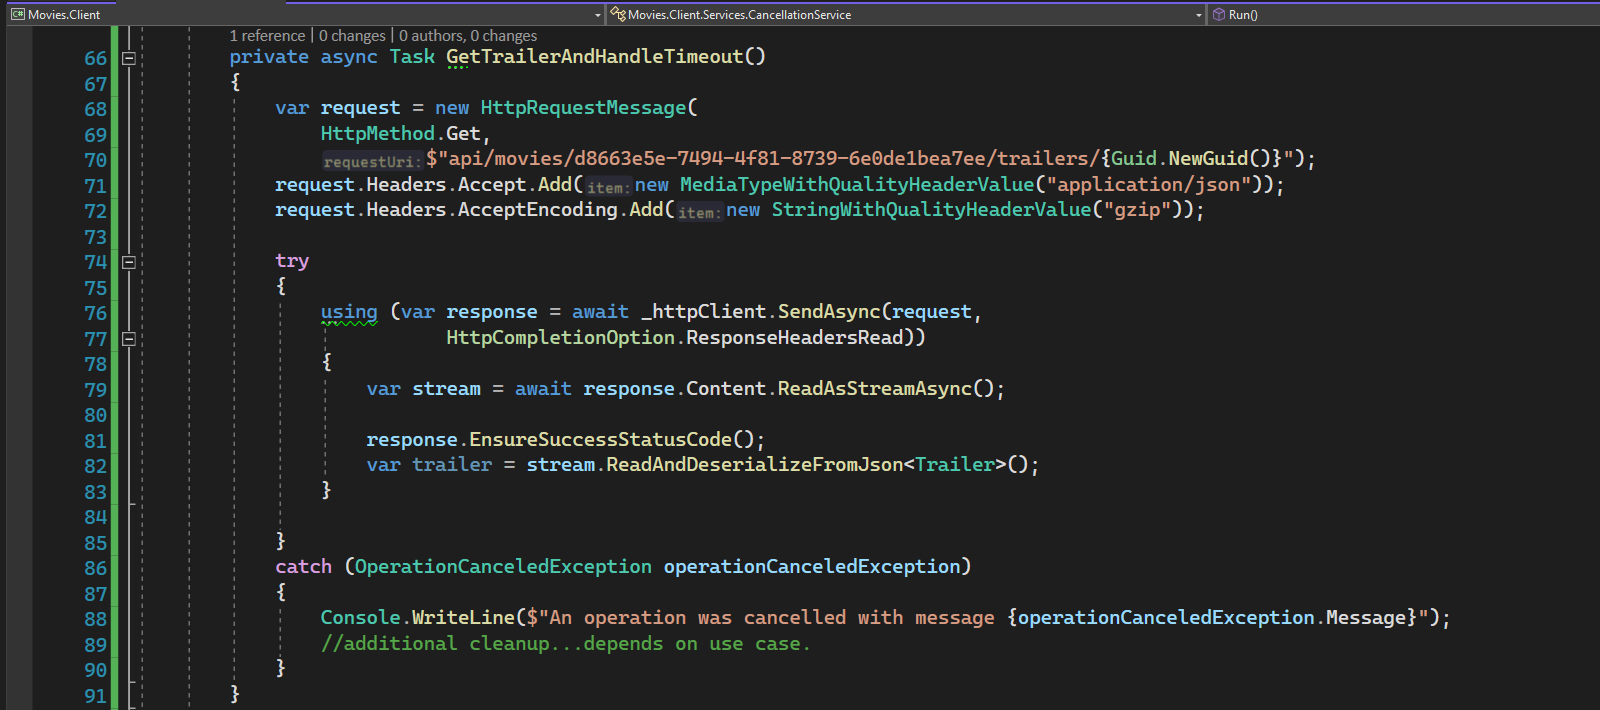 C# Movies.Client Movies.Client.Services.CancellationService Run()
1 reference | 0 changes | 0 authors, 0 changes
66 private async Task GetTrailerAndHandleTimeout()
67 {
68 var request = new HttpRequestMessage(
69 HttpMethod.Get,
70 requestUri: $"api/movies/d8663e5e-7494-4f81-8739-6e0de1bea7ee/trailers/{Guid.NewGuid()}");
71 request.Headers.Accept.Add(item: new MediaTypeWithQualityHeaderValue("application/json"));
72 request.Headers.AcceptEncoding.Add(item: new StringWithQualityHeaderValue("gzip"));
73
74 try
75 {
76 using (var response = await _httpClient.SendAsync(request,
77 HttpCompletionOption.ResponseHeadersRead))
78 {
79 var stream = await response.Content.ReadAsStreamAsync();
80
81 response.EnsureSuccessStatusCode();
82 var trailer = stream.ReadAndDeserializeFromJson<Trailer>();
83 }
84
85 }
86 catch (OperationCanceledException operationCanceledException)
87 {
88 Console.WriteLine($"An operation was cancelled with message {operationCanceledException.Message}");
89 //additional cleanup...depends on use case.
90 }
91 }